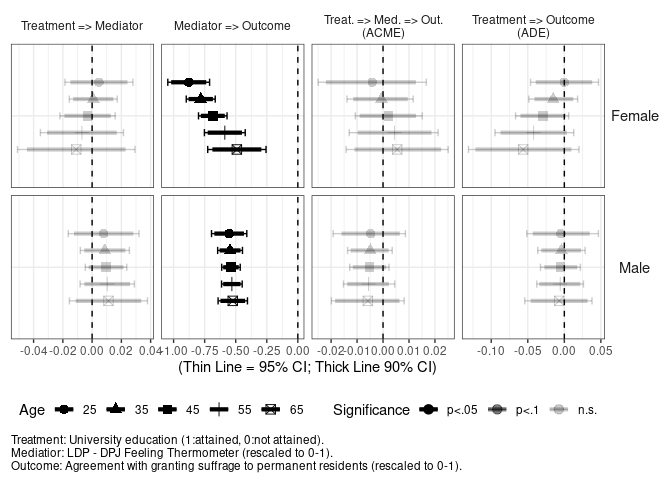 Treatment => Mediator
Mediator => Outcome
Treat. => Med. => Out.
(ACME)
Treatment => Outcome
(ADE)
Female
Male
-0.04 -0.02 0.00 0.02 0.04
-1.00 -0.75 -0.50 -0.25 0.00
-0.02 -0.01 0.00 0.01 0.02
-0.10 -0.05 0.00 0.05
(Thin Line = 95% CI; Thick Line 90% CI)
Age 25 35 45 55 65 Significance p<.05 p<.1 n.s.
Treatment: University education (1:attained, 0:not attained).
Mediatior: LDP - DPJ Feeling Thermometer (rescaled to 0-1).
Outcome: Agreement with granting suffrage to permanent residents (rescaled to 0-1).